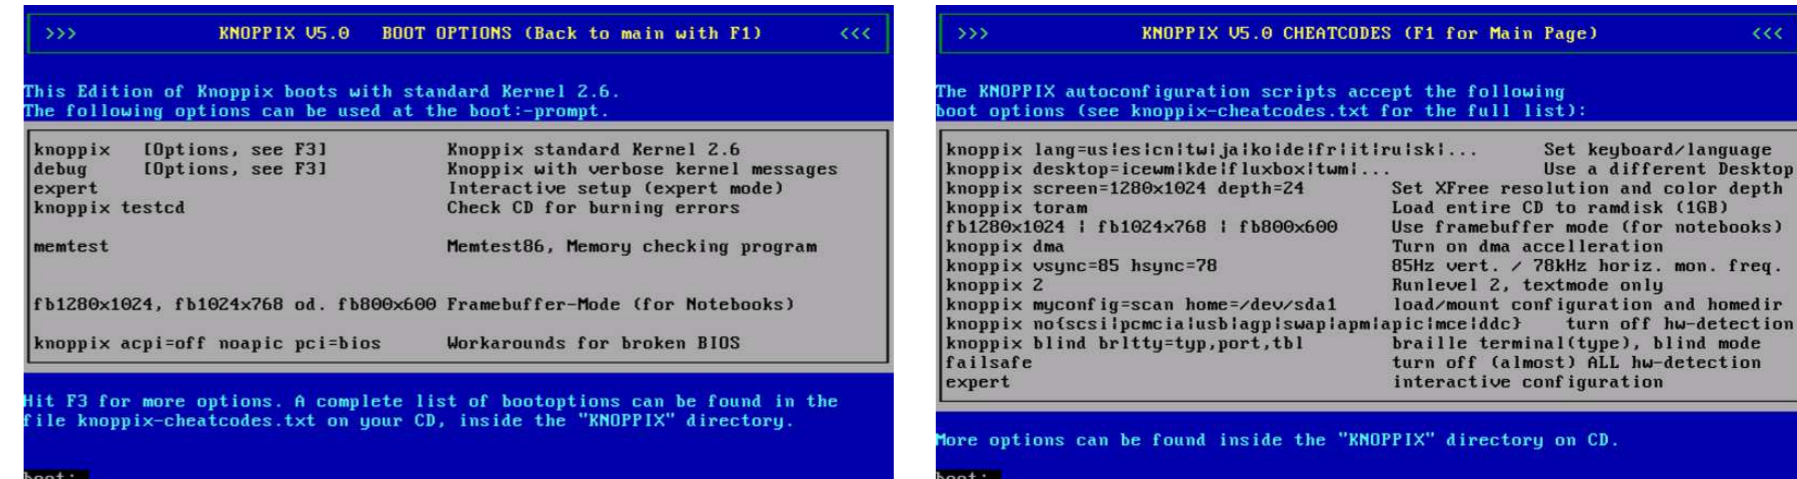 >>> KNOPPIX V5.0 BOOT OPTIONS (Back to main with F1) <<<
This Edition of Knoppix boots with standard Kernel 2.6.
The following options can be used at the boot:-prompt.
knoppix [Options, see F3] Knoppix standard Kernel 2.6
debug [Options, see F3] Knoppix with verbose kernel messages
expert Interactive setup (expert mode)
knoppix testcd Check CD for burning errors
memtest Memtest86, Memory checking program
fb1280x1024, fb1024x768 od. fb800x600 Framebuffer-Mode (for Notebooks)
knoppix acpi=off noapic pci=bios Workarounds for broken BIOS
Hit F3 for more options. A complete list of bootoptions can be found in the
file knoppix-cheatcodes.txt on your CD, inside the "KNOPPIX" directory.
boot:
>>> KNOPPIX V5.0 CHEATCODES (F1 for Main Page) <<<
The KNOPPIX autoconfiguration scripts accept the following
boot options (see knoppix-cheatcodes.txt for the full list):
knoppix lang=us|es|cn|tw|ja|ko|de|fr|it|ru|sk|... Set keyboard/language
knoppix desktop=icewm|kde|fluxbox|twm|... Use a different Desktop
knoppix screen=1280x1024 depth=24 Set XFree resolution and color depth
knoppix toram Load entire CD to ramdisk (1GB)
fb1280x1024 | fb1024x768 | fb800x600 Use framebuffer mode (for notebooks)
knoppix dma Turn on dma accelleration
knoppix vsync=85 hsync=78 85Hz vert. / 78kHz horiz. mon. freq.
knoppix 2 Runlevel 2, textmode only
knoppix myconfig=scan home=/dev/sda1 load/mount configuration and homedir
knoppix no{scsi|pcmcia|usb|agp|swap|apm|apic|mce|ddc} turn off hw-detection
knoppix blind brltty=typ,port,tbl braille terminal(type), blind mode
failsafe turn off (almost) ALL hw-detection
expert interactive configuration
More options can be found inside the "KNOPPIX" directory on CD.
boot: